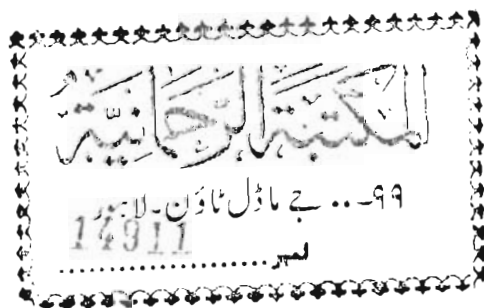 المكتبة الرحمانية
۹۹-.. جے ماڈل ٹاؤن-لاہور
14911
نمبر....................